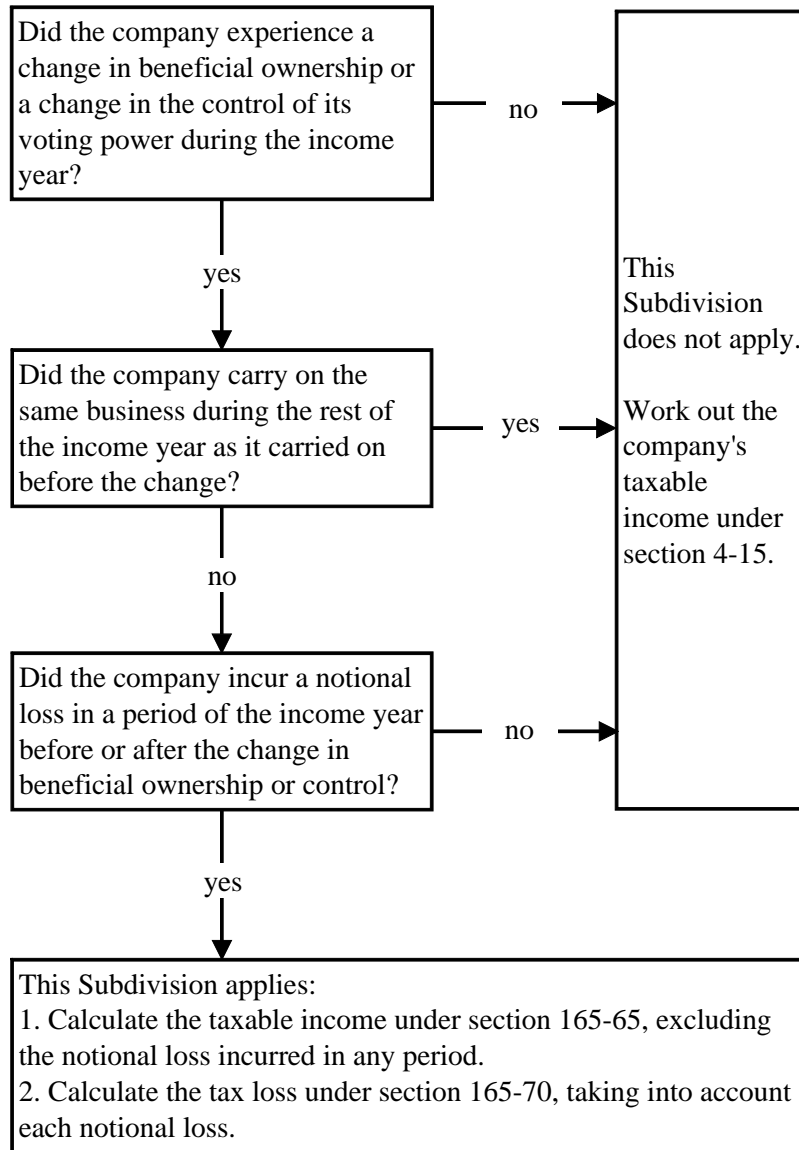 Did the company experience a
change in beneficial ownership or
a change in the control of its
voting power during the income
year?
no
yes
This
Subdivision
does not apply.
Work out the
company's
taxable
income under
section 4-15.
Did the company carry on the
same business during the rest of
the income year as it carried on
before the change?
yes
no
Did the company incur a notional
loss in a period of the income year
before or after the change in
beneficial ownership or control?
no
yes
This Subdivision applies:
1. Calculate the taxable income under section 165-65, excluding
the notional loss incurred in any period.
2. Calculate the tax loss under section 165-70, taking into account
each notional loss.